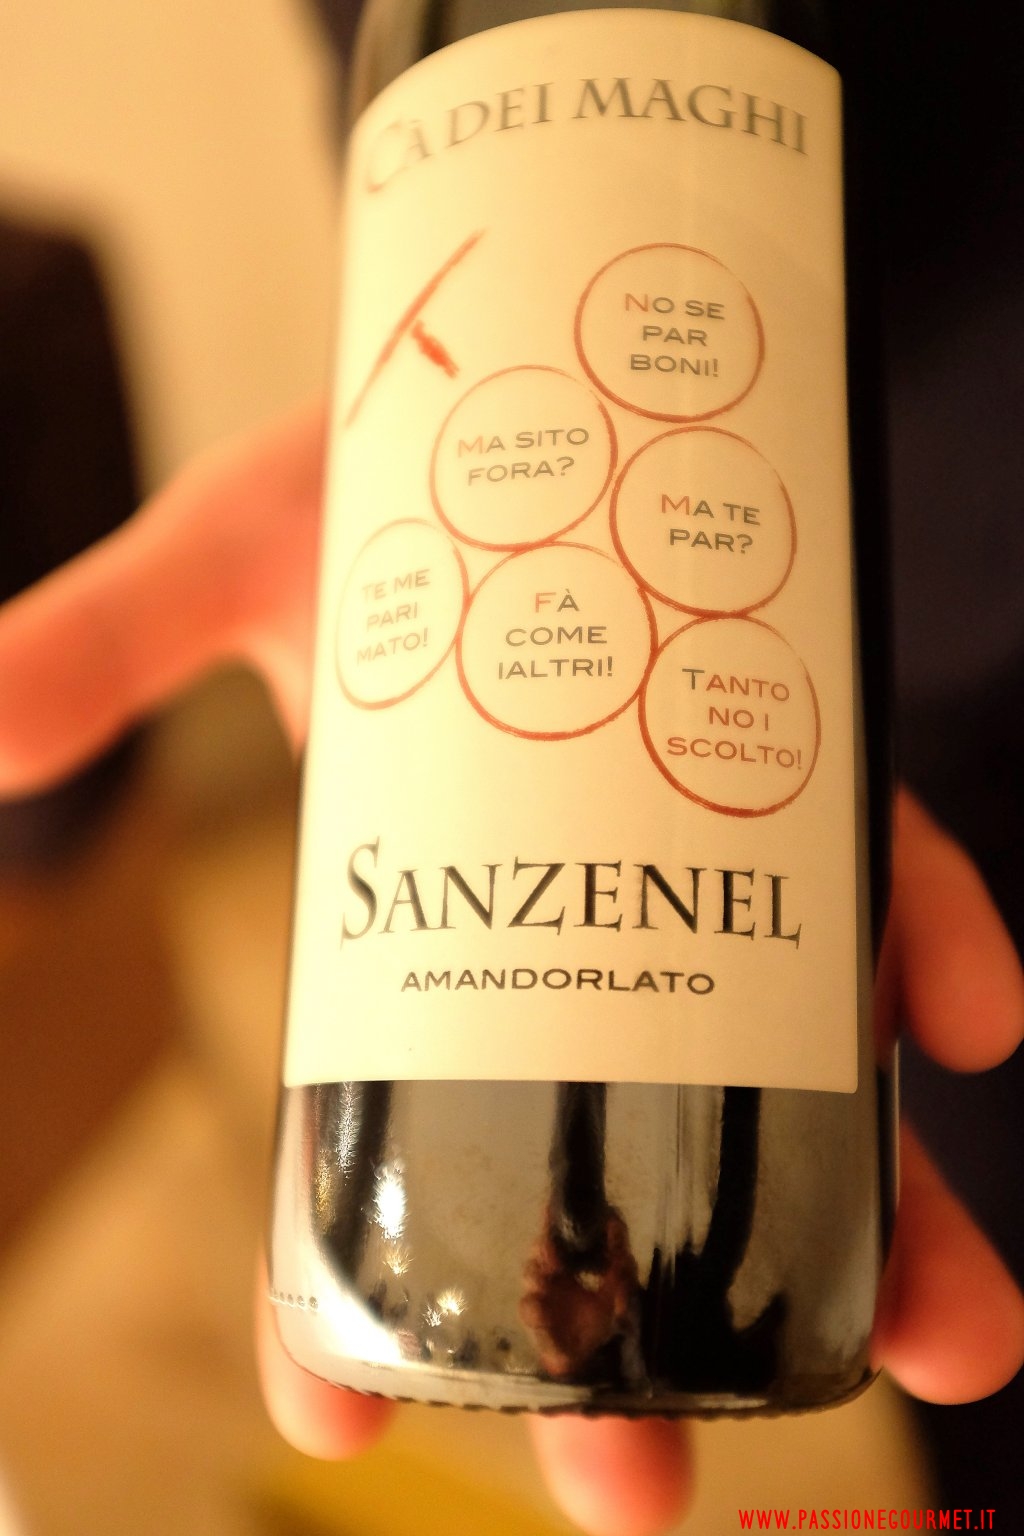 CÀ DEI MAGHI
NO SE
PAR
BONI!
MA SITO
FORA?
MA TE
PAR?
TE ME
PARI
MATO!
FÀ
COME
IALTRI!
TANTO
NO I
SCOLTO!
SANZENEL
AMANDORLATO
WWW.PASSIONEGOURMET.IT